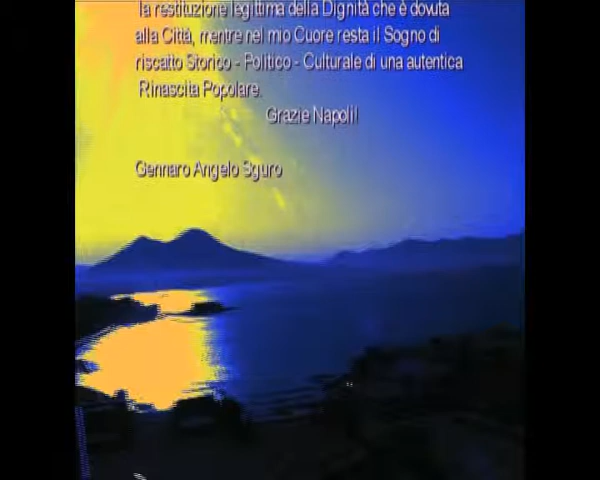 la restituzione legittima della Dignità che è dovuta
alla Città, mentre nel mio Cuore resta il Sogno di
riscatto Storico - Politico - Culturale di una autentica
Rinascita Popolare.
Grazie Napoli!
Gennaro Angelo Sguro